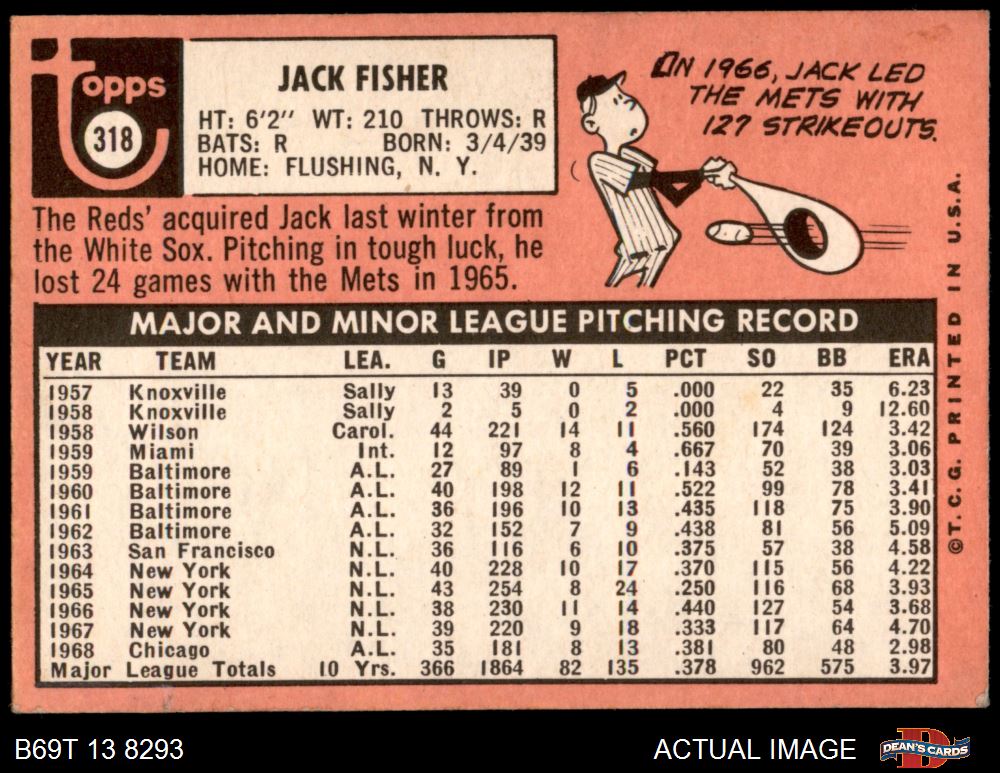 Topps
318
JACK FISHER
HT: 6'2" WT: 210 THROWS: R
BATS: R BORN: 3/4/39
HOME: FLUSHING, N. Y.
ON 1966, JACK LED
THE METS WITH
127 STRIKEOUTS.
The Reds' acquired Jack last winter from
the White Sox. Pitching in tough luck, he
lost 24 games with the Mets in 1965.
MAJOR AND MINOR LEAGUE PITCHING RECORD
YEAR TEAM LEA. G IP W L PCT SO BB ERA
1957 Knoxville Sally 13 39 0 5 .000 22 35 6.23
1958 Knoxville Sally 2 5 0 2 .000 4 9 12.60
1958 Wilson Carol. 44 221 14 11 .560 174 124 3.42
1959 Miami Int. 12 97 8 4 .667 70 39 3.06
1959 Baltimore A.L. 27 89 1 6 .143 52 38 3.03
1960 Baltimore A.L. 40 198 12 11 .522 99 78 3.41
1961 Baltimore A.L. 36 196 10 13 .435 118 75 3.90
1962 Baltimore A.L. 32 152 7 9 .438 81 56 5.09
1963 San Francisco N.L. 36 116 6 10 .375 57 38 4.58
1964 New York N.L. 40 228 10 17 .370 115 56 4.22
1965 New York N.L. 43 254 8 24 .250 116 68 3.93
1966 New York N.L. 38 230 11 14 .440 127 54 3.68
1967 New York N.L. 39 220 9 18 .333 117 64 4.70
1968 Chicago A.L. 35 181 8 13 .381 80 48 2.98
Major League Totals 10 Yrs. 366 1864 82 135 .378 962 575 3.97
©T. C. G. PRINTED IN U.S.A.
B69T 13 8293
ACTUAL IMAGE
DEAN'S CARDS